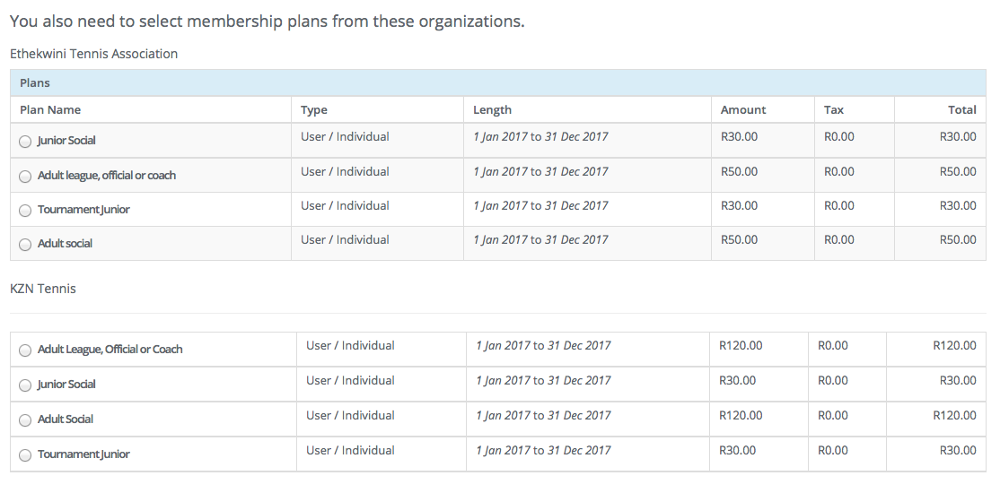 You also need to select membership plans from these organizations.
Ethekwini Tennis Association
Plans
Plan Name Type Length Amount Tax Total
Junior Social User / Individual 1 Jan 2017 to 31 Dec 2017 R30.00 R0.00 R30.00
Adult league, official or coach User / Individual 1 Jan 2017 to 31 Dec 2017 R50.00 R0.00 R50.00
Tournament Junior User / Individual 1 Jan 2017 to 31 Dec 2017 R30.00 R0.00 R30.00
Adult social User / Individual 1 Jan 2017 to 31 Dec 2017 R50.00 R0.00 R50.00
KZN Tennis
Adult League, Official or Coach User / Individual 1 Jan 2017 to 31 Dec 2017 R120.00 R0.00 R120.00
Junior Social User / Individual 1 Jan 2017 to 31 Dec 2017 R30.00 R0.00 R30.00
Adult Social User / Individual 1 Jan 2017 to 31 Dec 2017 R120.00 R0.00 R120.00
Tournament Junior User / Individual 1 Jan 2017 to 31 Dec 2017 R30.00 R0.00 R30.00